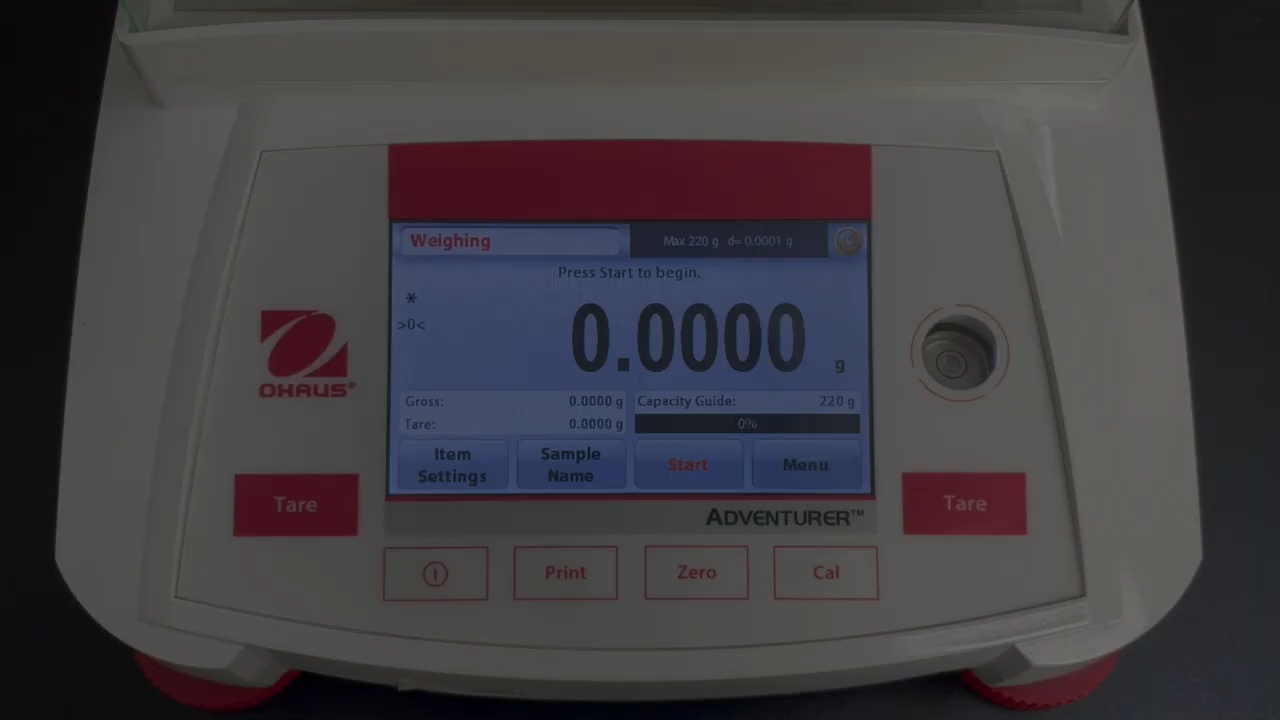 Weighing
Max 220 g d= 0.0001 g
Press Start to begin.
*
>0<
0.0000 g
Gross: 0.0000 g
Tare: 0.0000 g
Capacity Guide: 220 g
0%
Item Settings
Sample Name
Start
Menu
OHAUS®
Tare
Tare
ADVENTURER™
Print
Zero
Cal